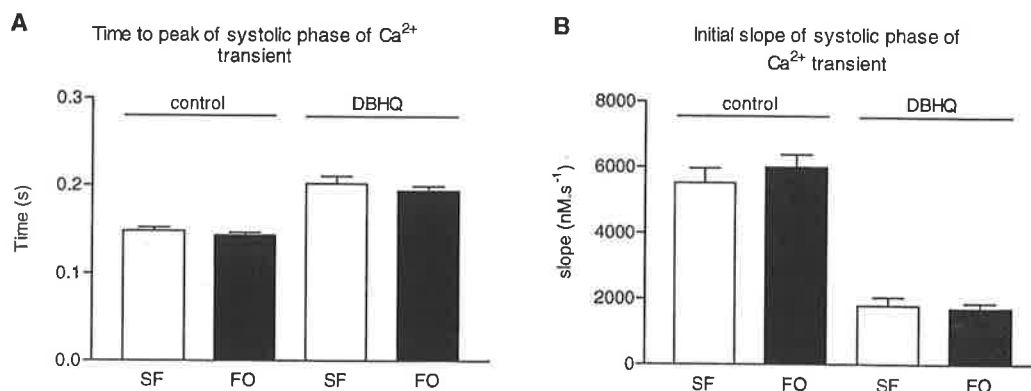 A
Time to peak of systolic phase of Ca2+
transient
control
DBHQ
0.3
0.2
0.1
0.0
Time (s)
SF
FO
SF
FO
B
Initial slope of systolic phase of
Ca2+ transient
control
DBHQ
8000
6000
4000
2000
0
slope (nM.s-1)
SF
FO
SF
FO